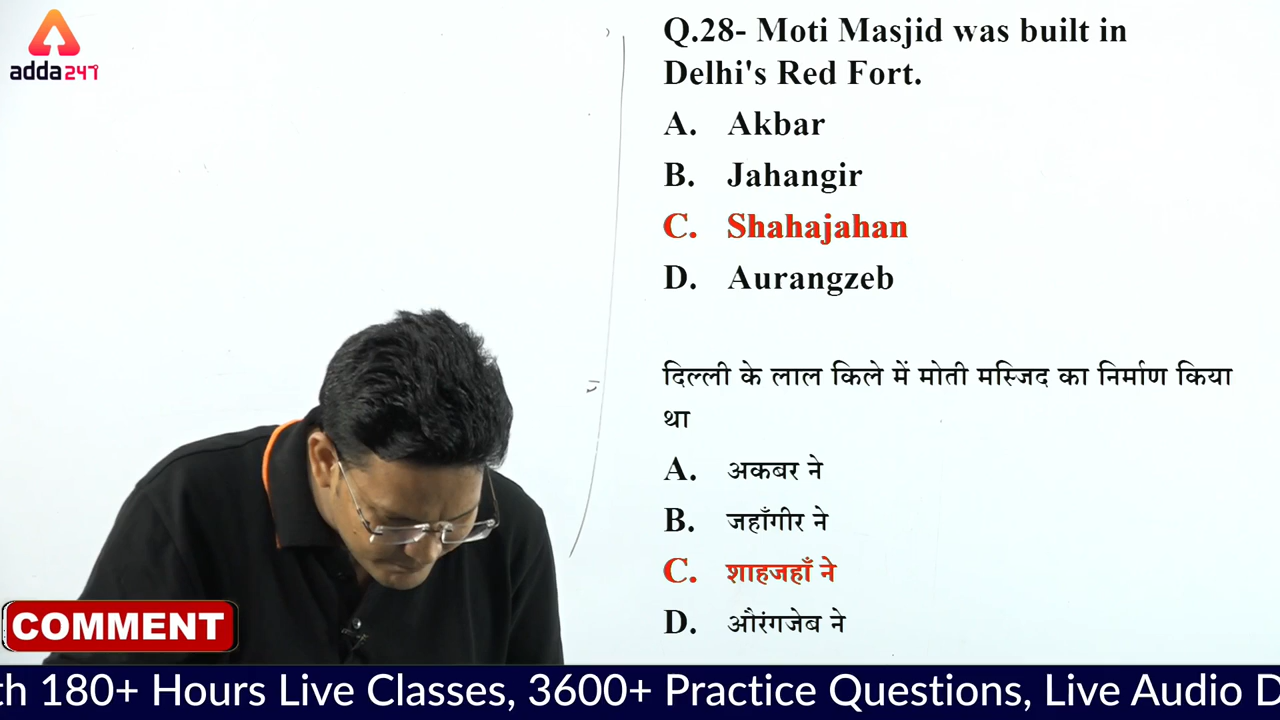 adda247
Q.28- Moti Masjid was built in
Delhi's Red Fort.
A. Akbar
B. Jahangir
C. Shahajahan
D. Aurangzeb
दिल्ली के लाल किले में मोती मस्जिद का निर्माण किया
था
A. अकबर ने
B. जहाँगीर ने
C. शाहजहाँ ने
D. औरंगजेब ने
COMMENT
th 180+ Hours Live Classes, 3600+ Practice Questions, Live Audio D